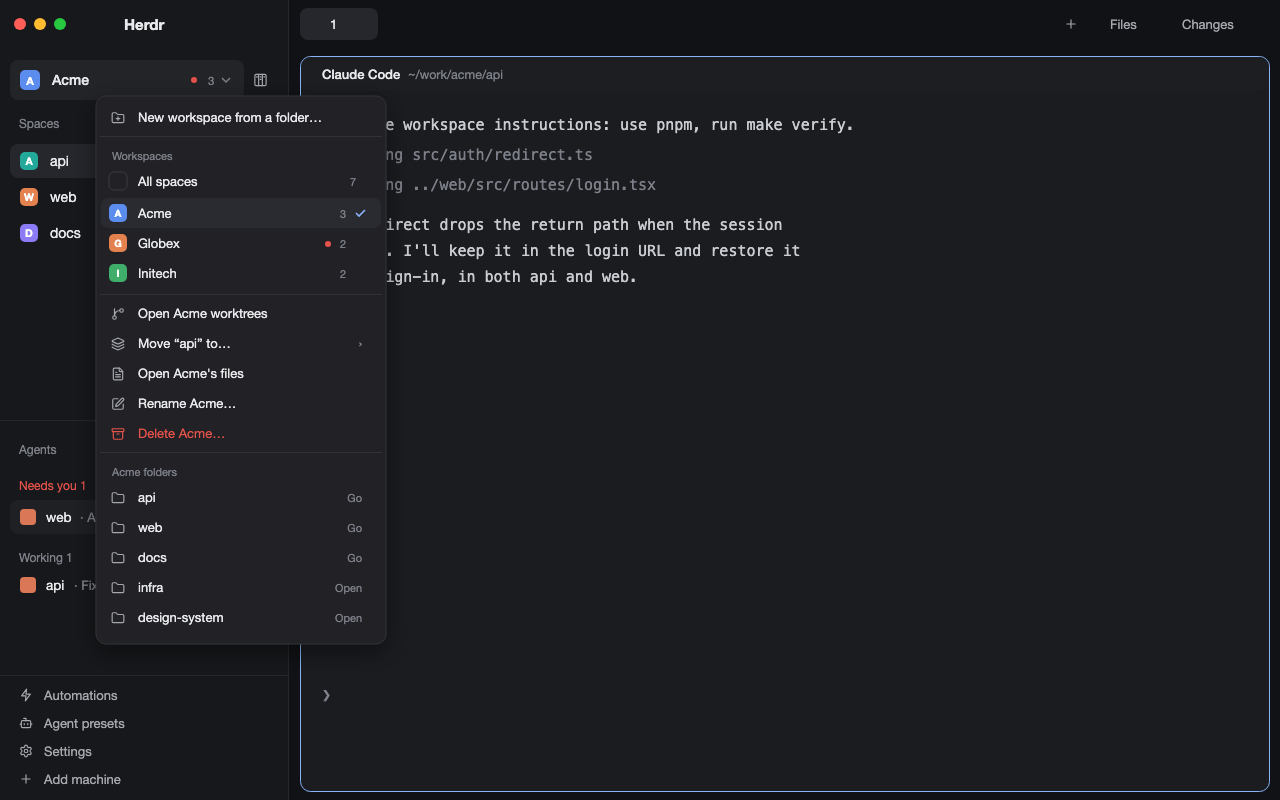 Herdr
1
Files
Changes
A Acme 3
Claude Code ~/work/acme/api
Spaces
A api
W web
D docs
New workspace from a folder…
Workspaces
All spaces 7
A Acme 3
G Globex 2
I Initech 2
Open Acme worktrees
Move “api” to… ›
Open Acme's files
Rename Acme…
Delete Acme…
Acme folders
api Go
web Go
docs Go
infra Open
design-system Open
e workspace instructions: use pnpm, run make verify.
ng src/auth/redirect.ts
ng ../web/src/routes/login.tsx
irect drops the return path when the session
. I'll keep it in the login URL and restore it
ign-in, in both api and web.
❯
Agents
Needs you 1
web · A
Working 1
api · Fix
Automations
Agent presets
Settings
Add machine